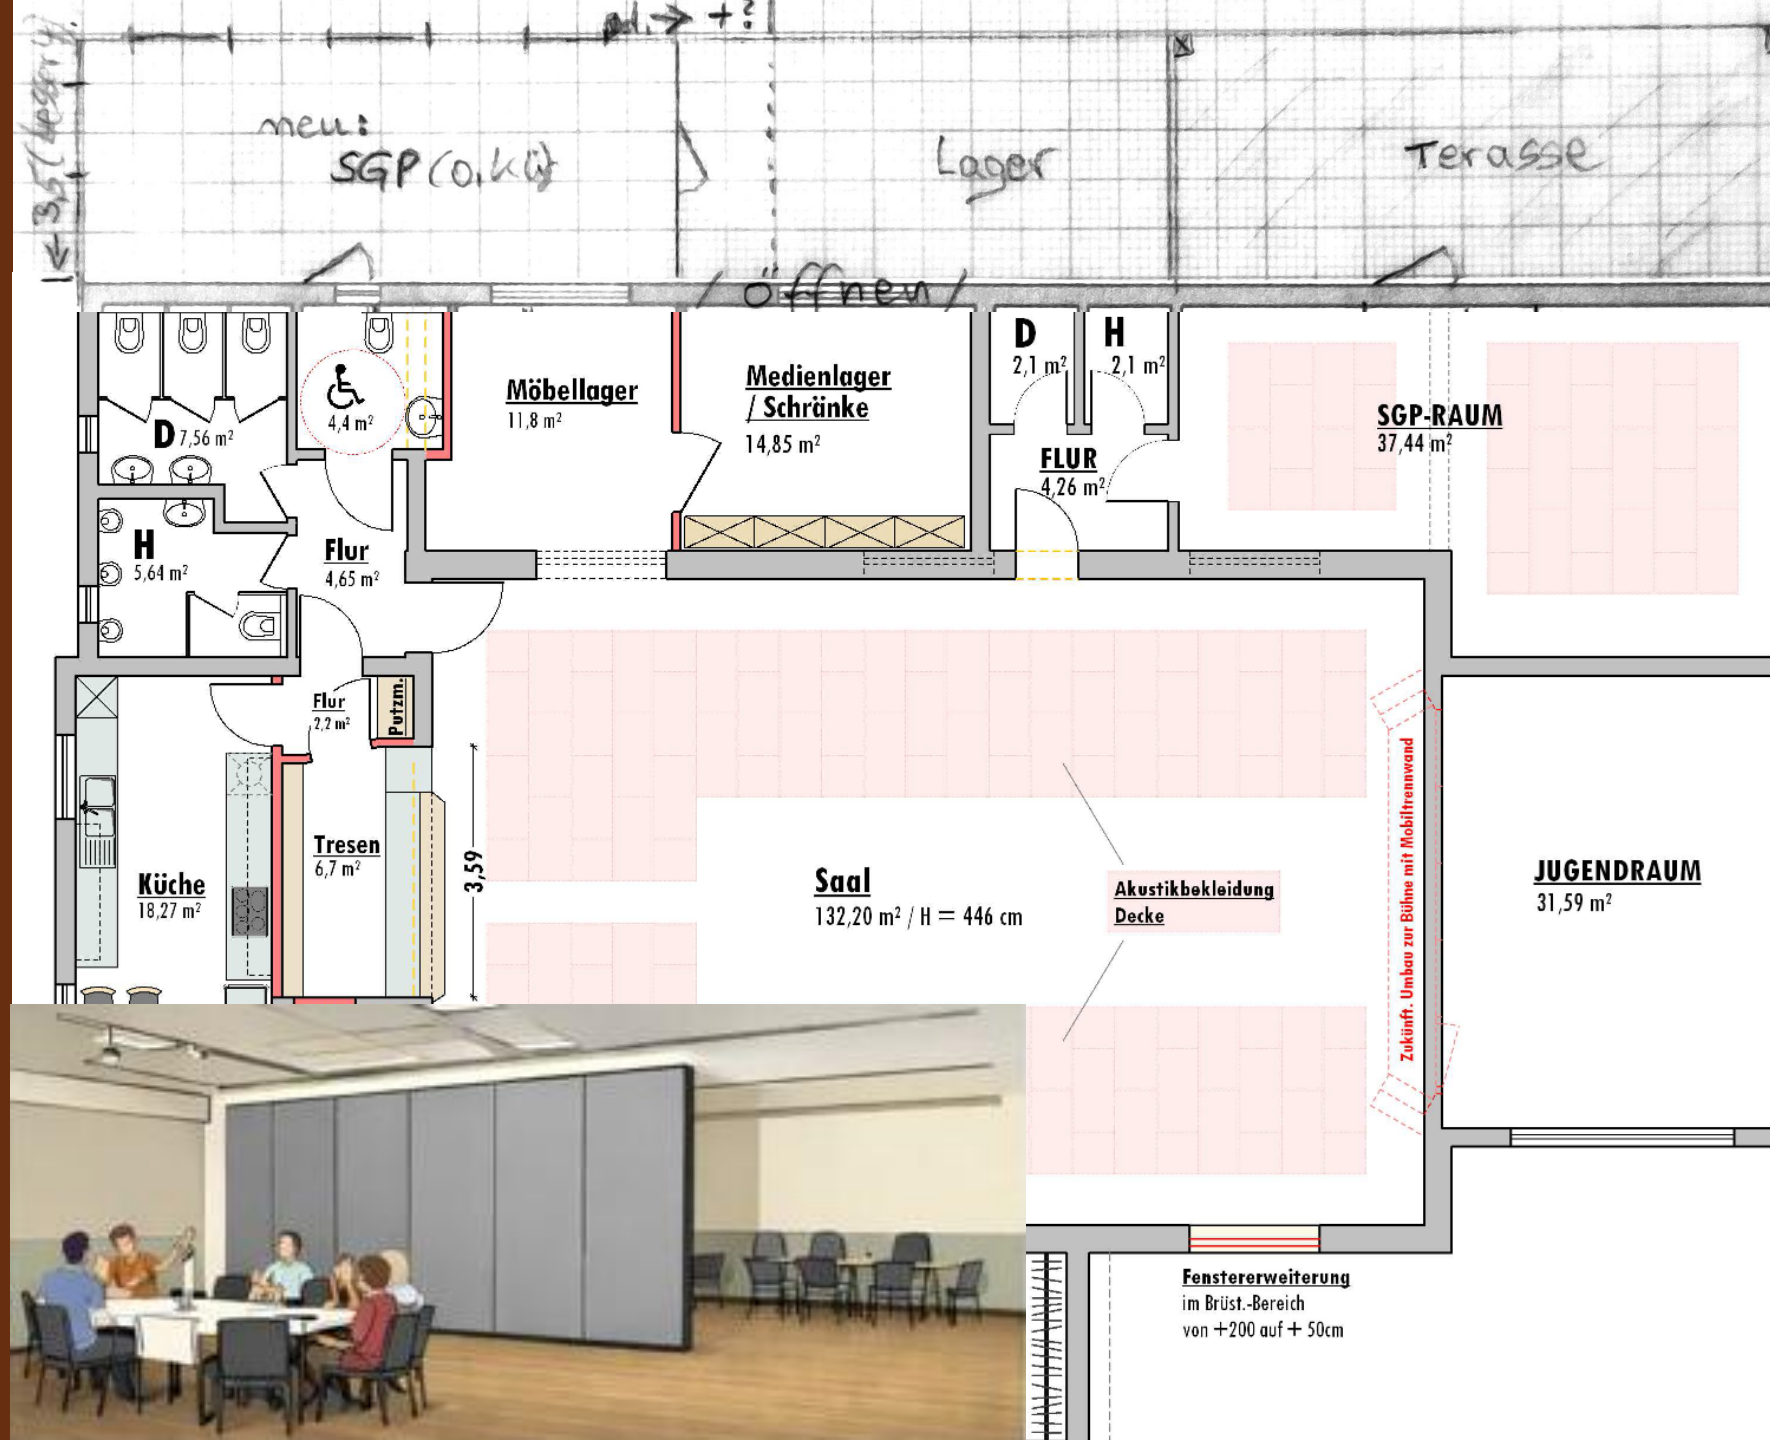 → +?
← 3,5 (besser 4)
neu:
SGP (o. Kü)
Lager
Terasse
/ öffnen /
D 7,56 m²
4,4 m²
Möbellager
11,8 m²
Medienlager
/ Schränke
14,85 m²
D
2,1 m²
H
2,1 m²
FLUR
4,26 m²
SGP-RAUM
37,44 m²
H
5,64 m²
Flur
4,65 m²
Flur
2,2 m²
Putzm.
Tresen
6,7 m²
3,59
Küche
18,27 m²
Saal
132,20 m² / H = 446 cm
Akustikbekleidung
Decke
Zukünft. Umbau zur Bühne mit Mobiltrennwand
JUGENDRAUM
31,59 m²
Fenstererweiterung
im Brüst.-Bereich
von +200 auf + 50cm